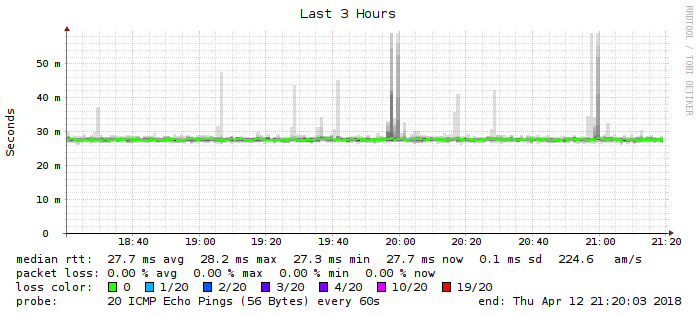 Last 3 Hours
RRDTOOL / TOBI OETIKER
Seconds
50 m
40 m
30 m
20 m
10 m
0
18:40 19:00 19:20 19:40 20:00 20:20 20:40 21:00 21:20
median rtt: 27.7 ms avg 28.2 ms max 27.3 ms min 27.7 ms now 0.1 ms sd 224.6 am/s
packet loss: 0.00 % avg 0.00 % max 0.00 % min 0.00 % now
loss color: 0 1/20 2/20 3/20 4/20 10/20 19/20
probe: 20 ICMP Echo Pings (56 Bytes) every 60s end: Thu Apr 12 21:20:03 2018